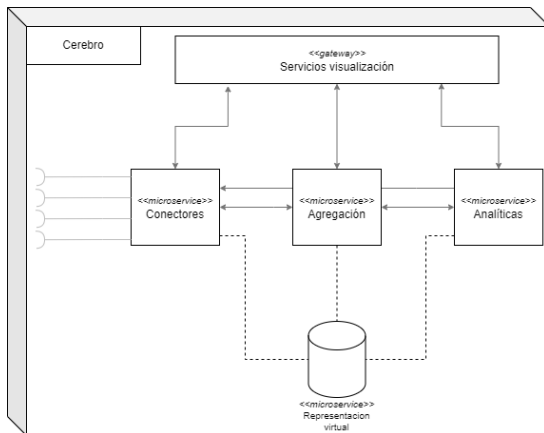 Cerebro
<<gateway>>
Servicios visualización
<<microservice>>
Conectores
<<microservice>>
Agregación
<<microservice>>
Analíticas
<<microservice>>
Representacion
virtual